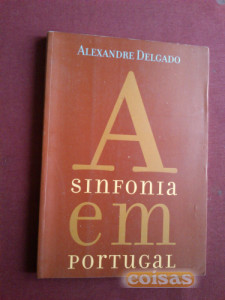 ALEXANDRE DELGADO
A
SINFONIA
em
PORTUGAL
coisas